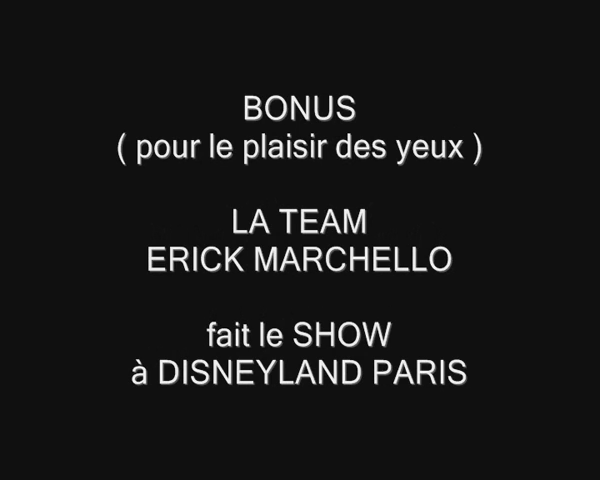 BONUS
( pour le plaisir des yeux )
LA TEAM
ERICK MARCHELLO
fait le SHOW
à DISNEYLAND PARIS